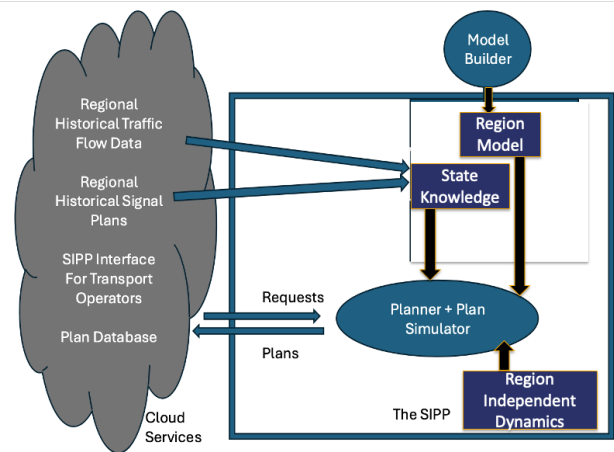 Model
Builder
Regional
Historical Traffic
Flow Data
Region
Model
State
Knowledge
Regional
Historical Signal
Plans
SIPP Interface
For Transport
Operators
Plan Database
Requests
Plans
Planner + Plan
Simulator
Region
Independent
Dynamics
The SIPP
Cloud
Services